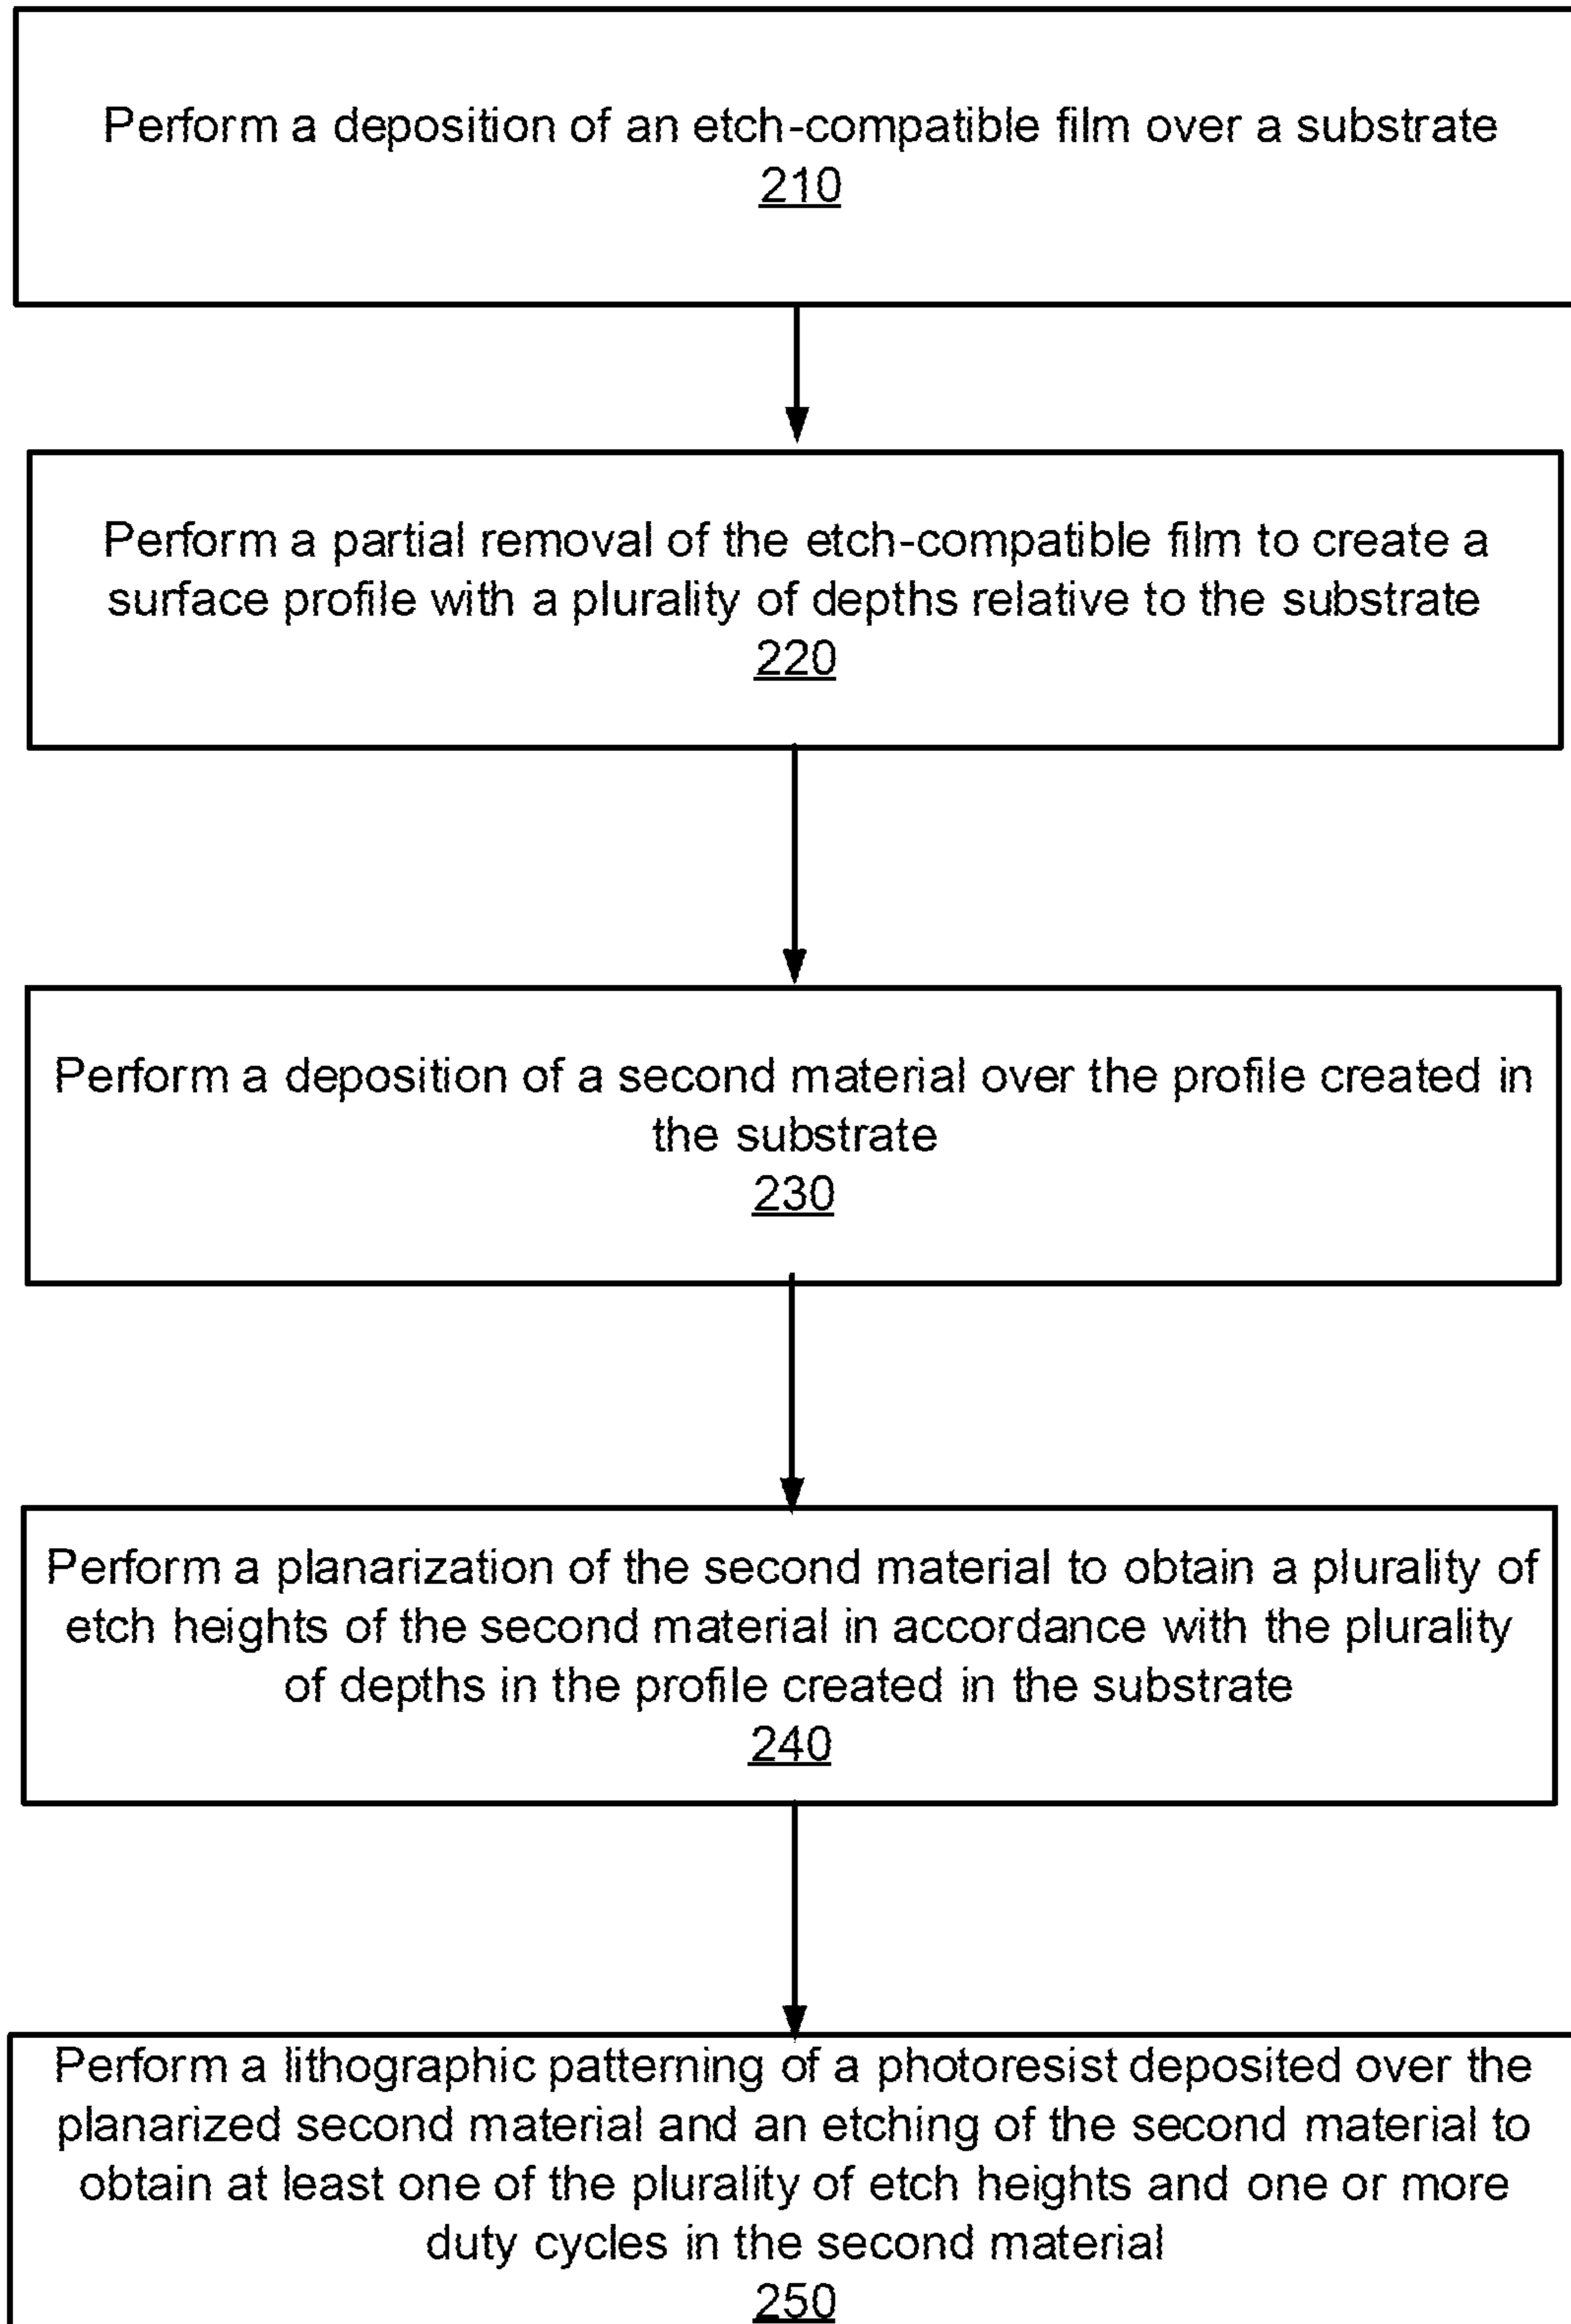 Perform a deposition of an etch-compatible film over a substrate
210
Perform a partial removal of the etch-compatible film to create a
surface profile with a plurality of depths relative to the substrate
220
Perform a deposition of a second material over the profile created in
the substrate
230
Perform a planarization of the second material to obtain a plurality of
etch heights of the second material in accordance with the plurality
of depths in the profile created in the substrate
240
Perform a lithographic patterning of a photoresist deposited over the
planarized second material and an etching of the second material to
obtain at least one of the plurality of etch heights and one or more
duty cycles in the second material
250